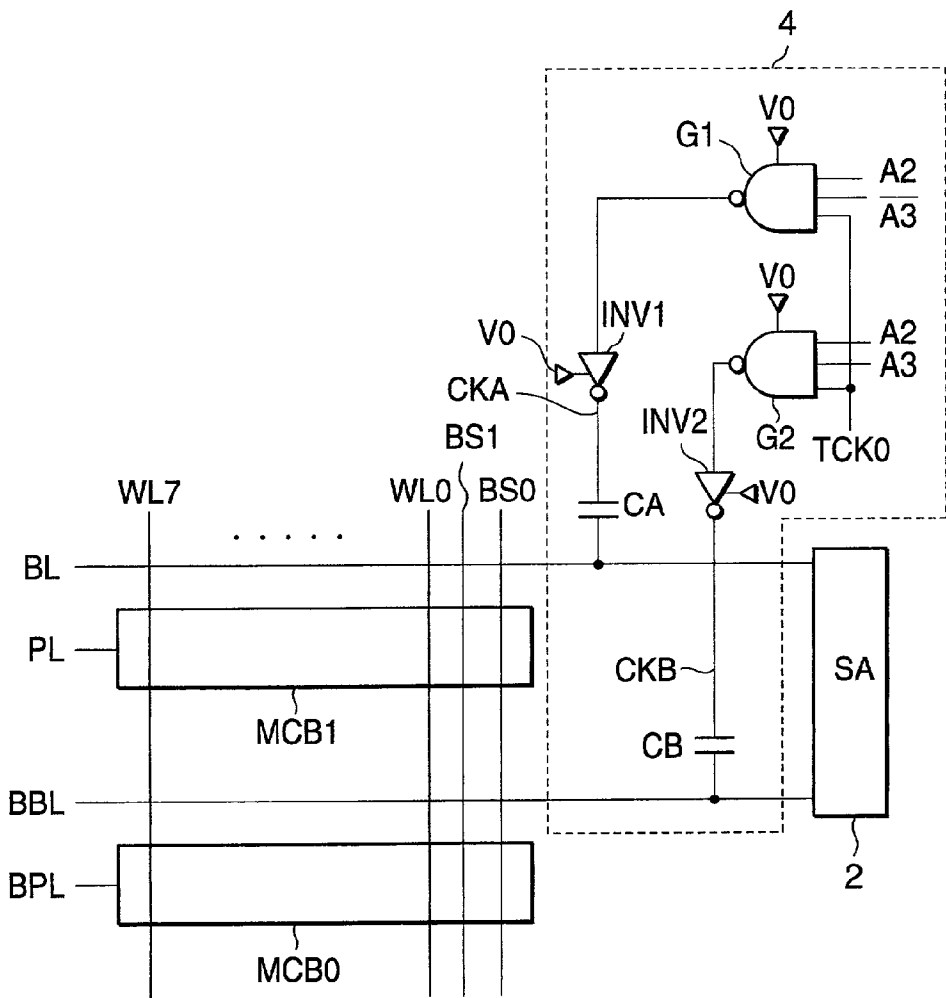 4
V0
G1
A2
A3
V0
INV1
V0
A2
A3
CKA
INV2
G2
BS1
TCK0
WL7
WL0
BS0
CA
V0
. . . . .
BL
PL
SA
CKB
MCB1
CB
BBL
BPL
2
MCB0